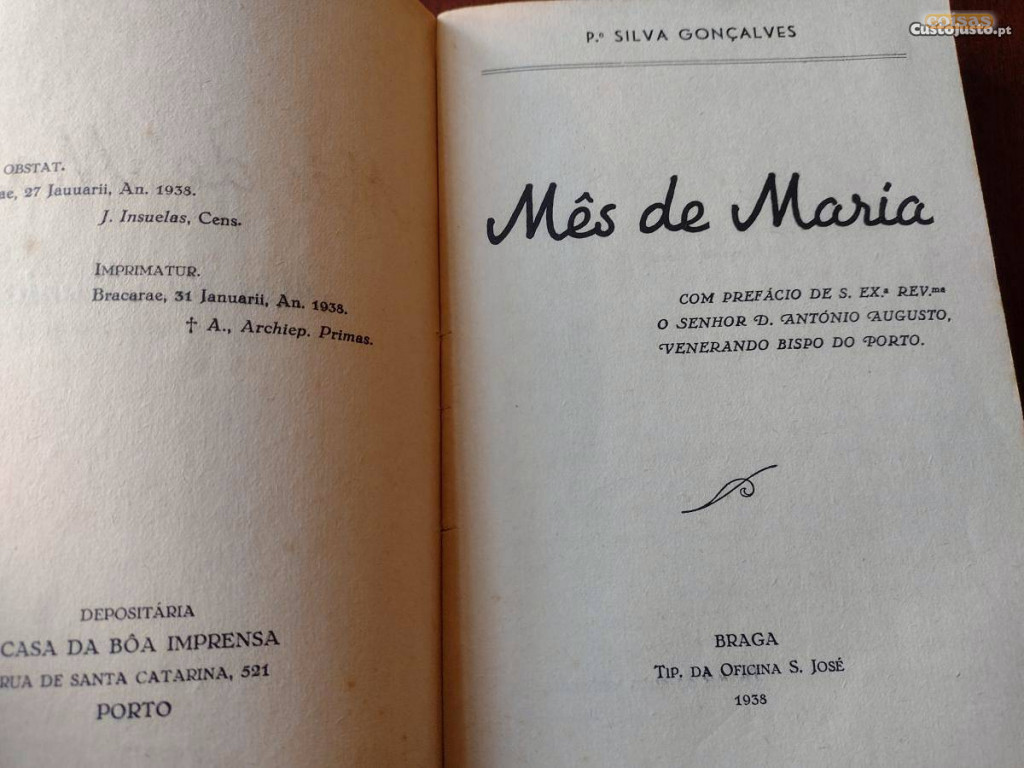 OBSTAT.
ae, 27 Jauuarii, An. 1938.
J. Insuelas, Cens.
IMPRIMATUR.
Bracarae, 31 Januarii, An. 1938.
† A., Archiep. Primas.
DEPOSITÁRIA
CASA DA BÔA IMPRENSA
RUA DE SANTA CATARINA, 521
PORTO
P.e SILVA GONÇALVES
Mês de Maria
COM PREFÁCIO DE S. EX.ª REV.ma
O SENHOR D. ANTÓNIO AUGUSTO,
VENERANDO BISPO DO PORTO.
BRAGA
TIP. DA OFICINA S. JOSÉ
1938
coisas
Custojusto.pt